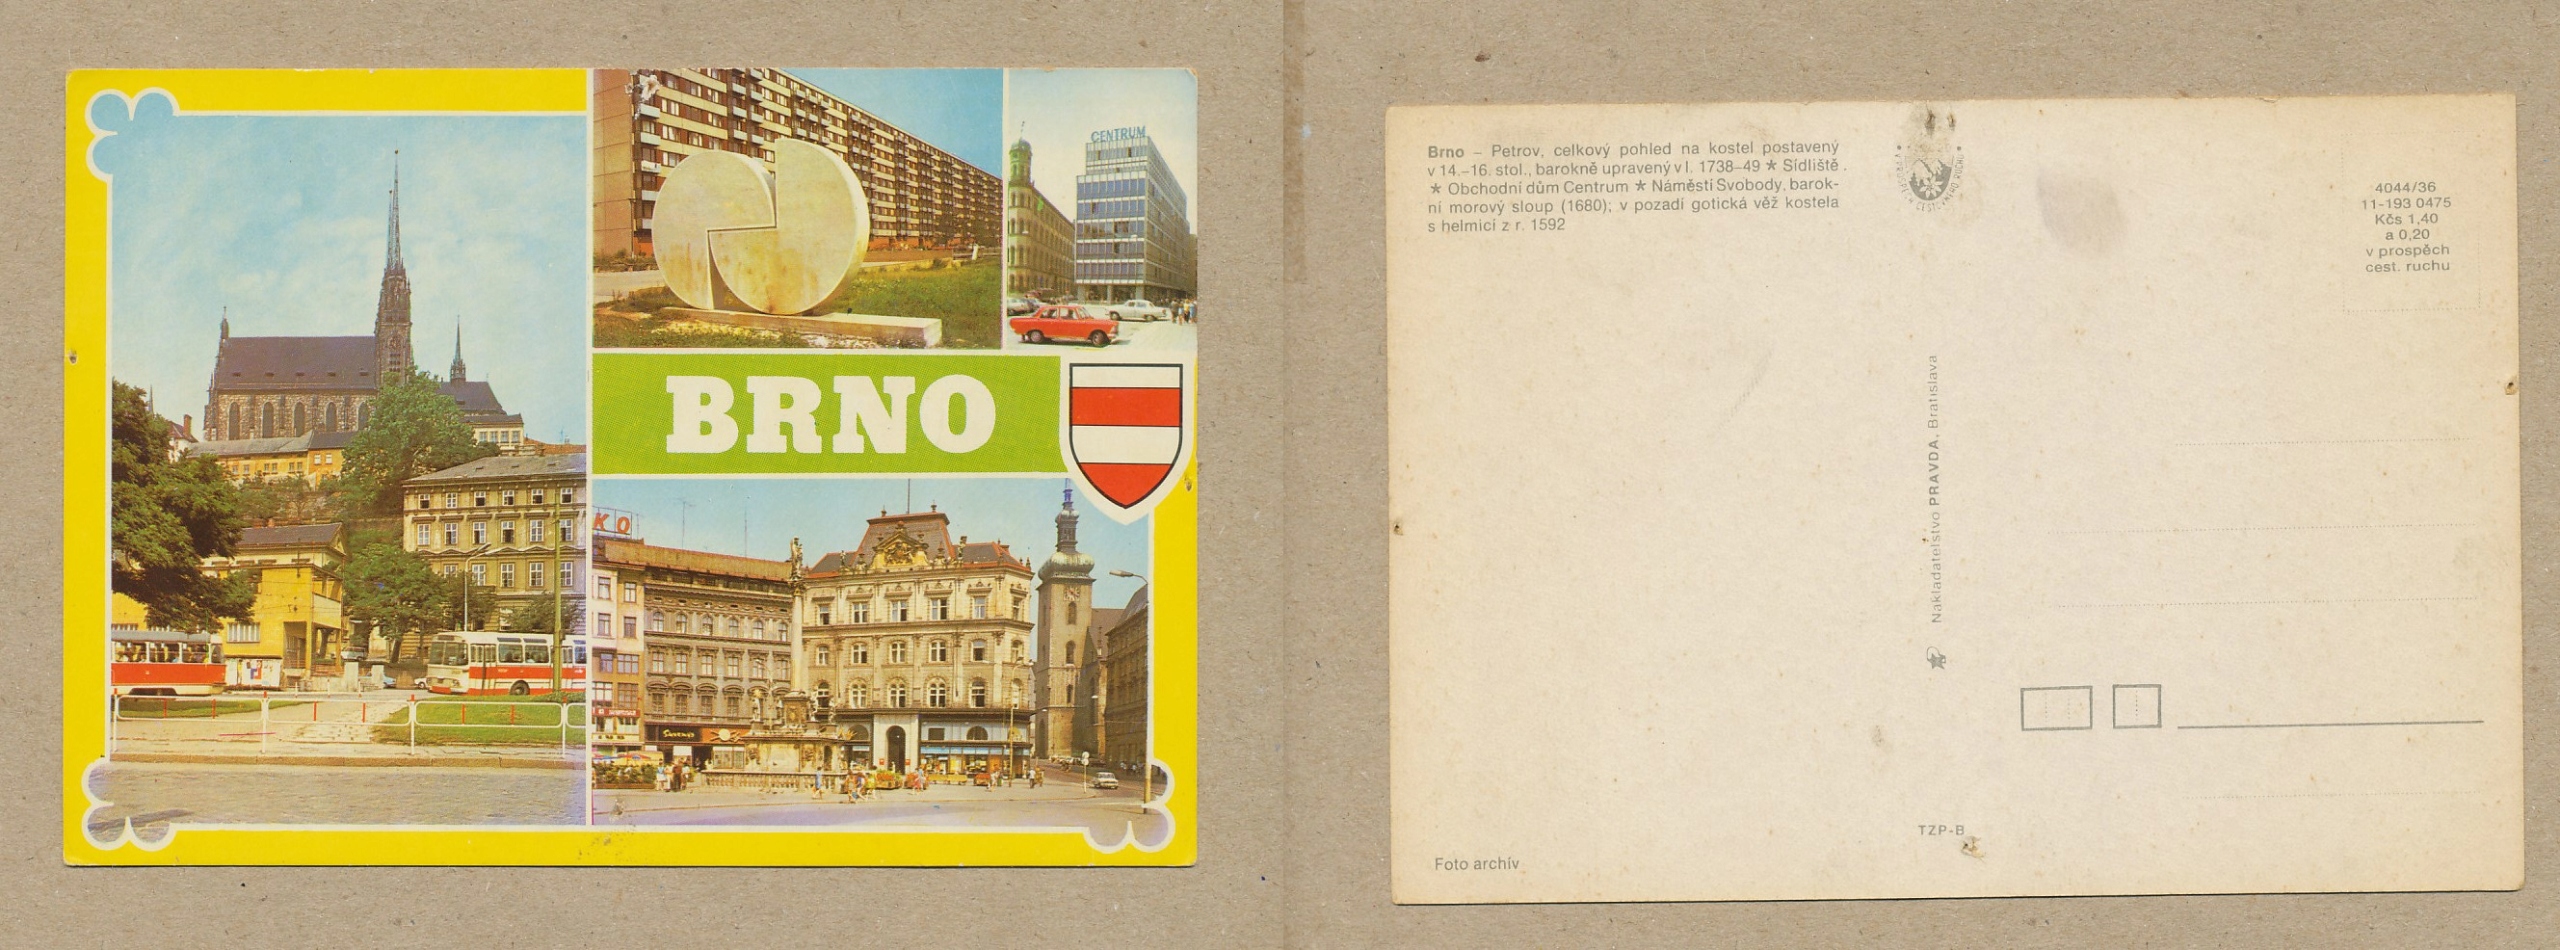 CENTRUM
BRNO
KO
Brno – Petrov, celkový pohled na kostel postavený
v 14.–16. stol., barokně upravený v l. 1738–49 ★ Sídliště .
★ Obchodní dům Centrum ★ Náměstí Svobody, barok-
ní morový sloup (1680); v pozadí gotická věž kostela
s helmicí z r. 1592
4044/36
11-193 0475
Kčs 1,40
a 0,20
v prospěch
cest. ruchu
Nakladatelstvo PRAVDA, Bratislava
TZP-B
Foto archív